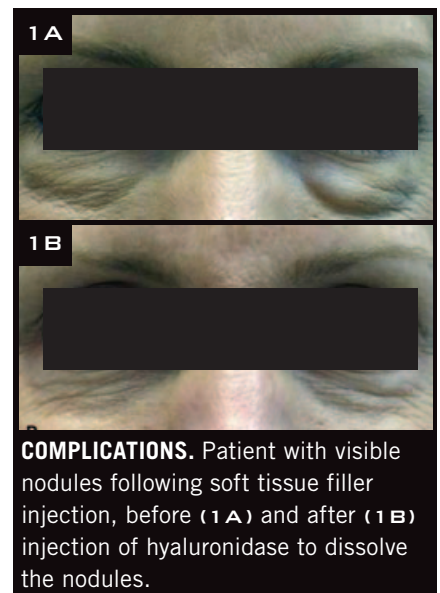 1A
1B
COMPLICATIONS. Patient with visible
nodules following soft tissue filler
injection, before (1A) and after (1B)
injection of hyaluronidase to dissolve
the nodules.